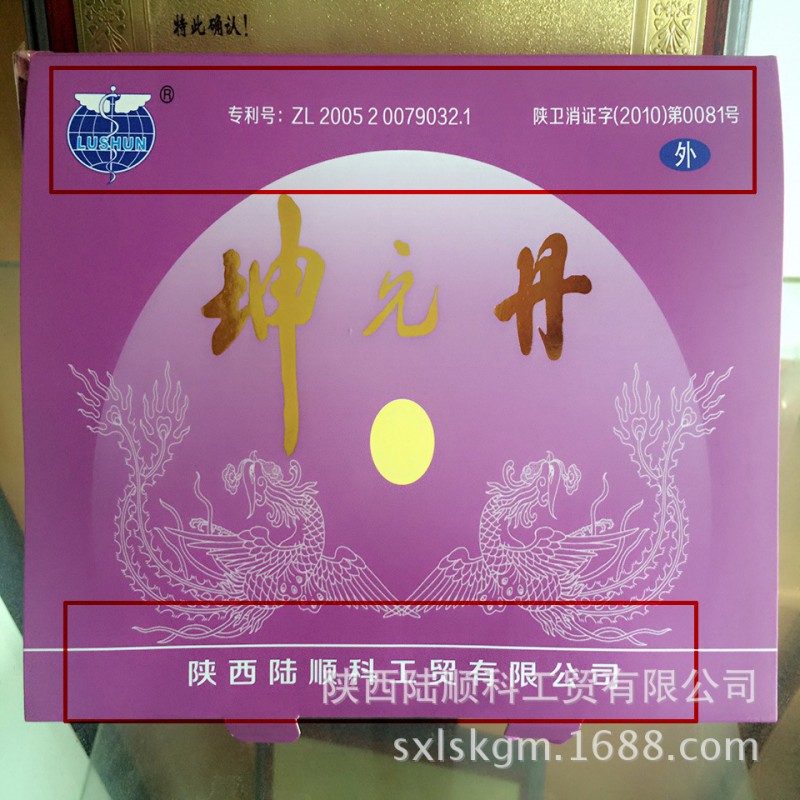 特此确认!
®
LUSHUN
专利号: ZL 2005 2 0079032.1
陕卫消证字(2010)第0081号
外
坤元丹
陕西陆顺科工贸有限公司
陕西陆顺科工贸有限公司
sxlskgm.1688.com